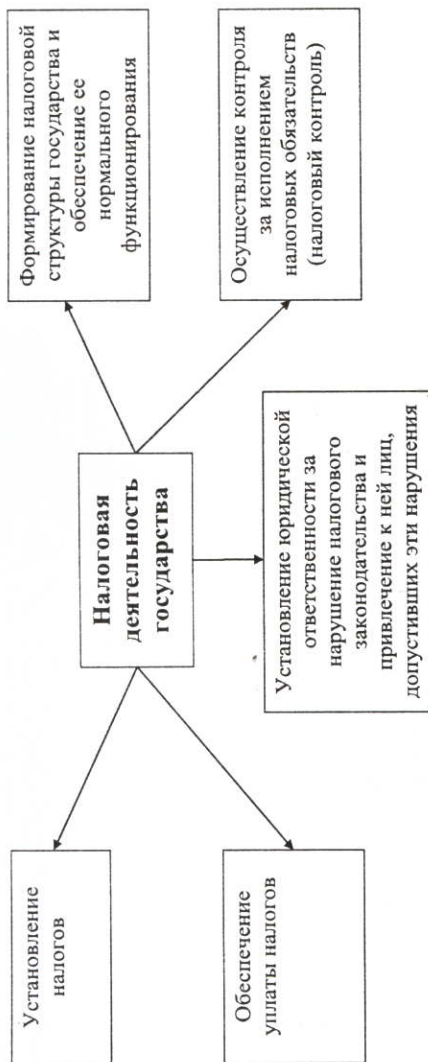 Налоговая
деятельность
государства
Установление
налогов
Обеспечение
уплаты налогов
Установление юридической
ответственности за
нарушение налогового
законодательства и
привлечение к ней лиц,
допустивших эти нарушения
Формирование налоговой
структуры государства и
обеспечение ее
нормального
функционирования
Осуществление контроля
за исполнением
налоговых обязательств
(налоговый контроль)